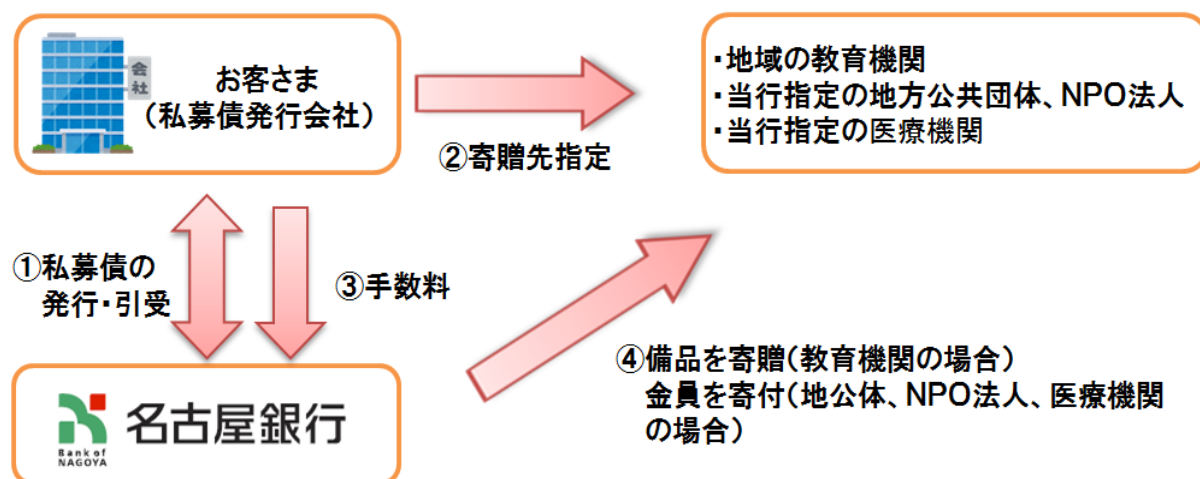 会社
お客さま
（私募債発行会社）
・地域の教育機関
・当行指定の地方公共団体、NPO法人
・当行指定の医療機関
②寄贈先指定
①私募債の
発行・引受
③手数料
④備品を寄贈（教育機関の場合）
金員を寄付（地公体、NPO法人、医療機関
の場合）
Bank of
NAGOYA
名古屋銀行